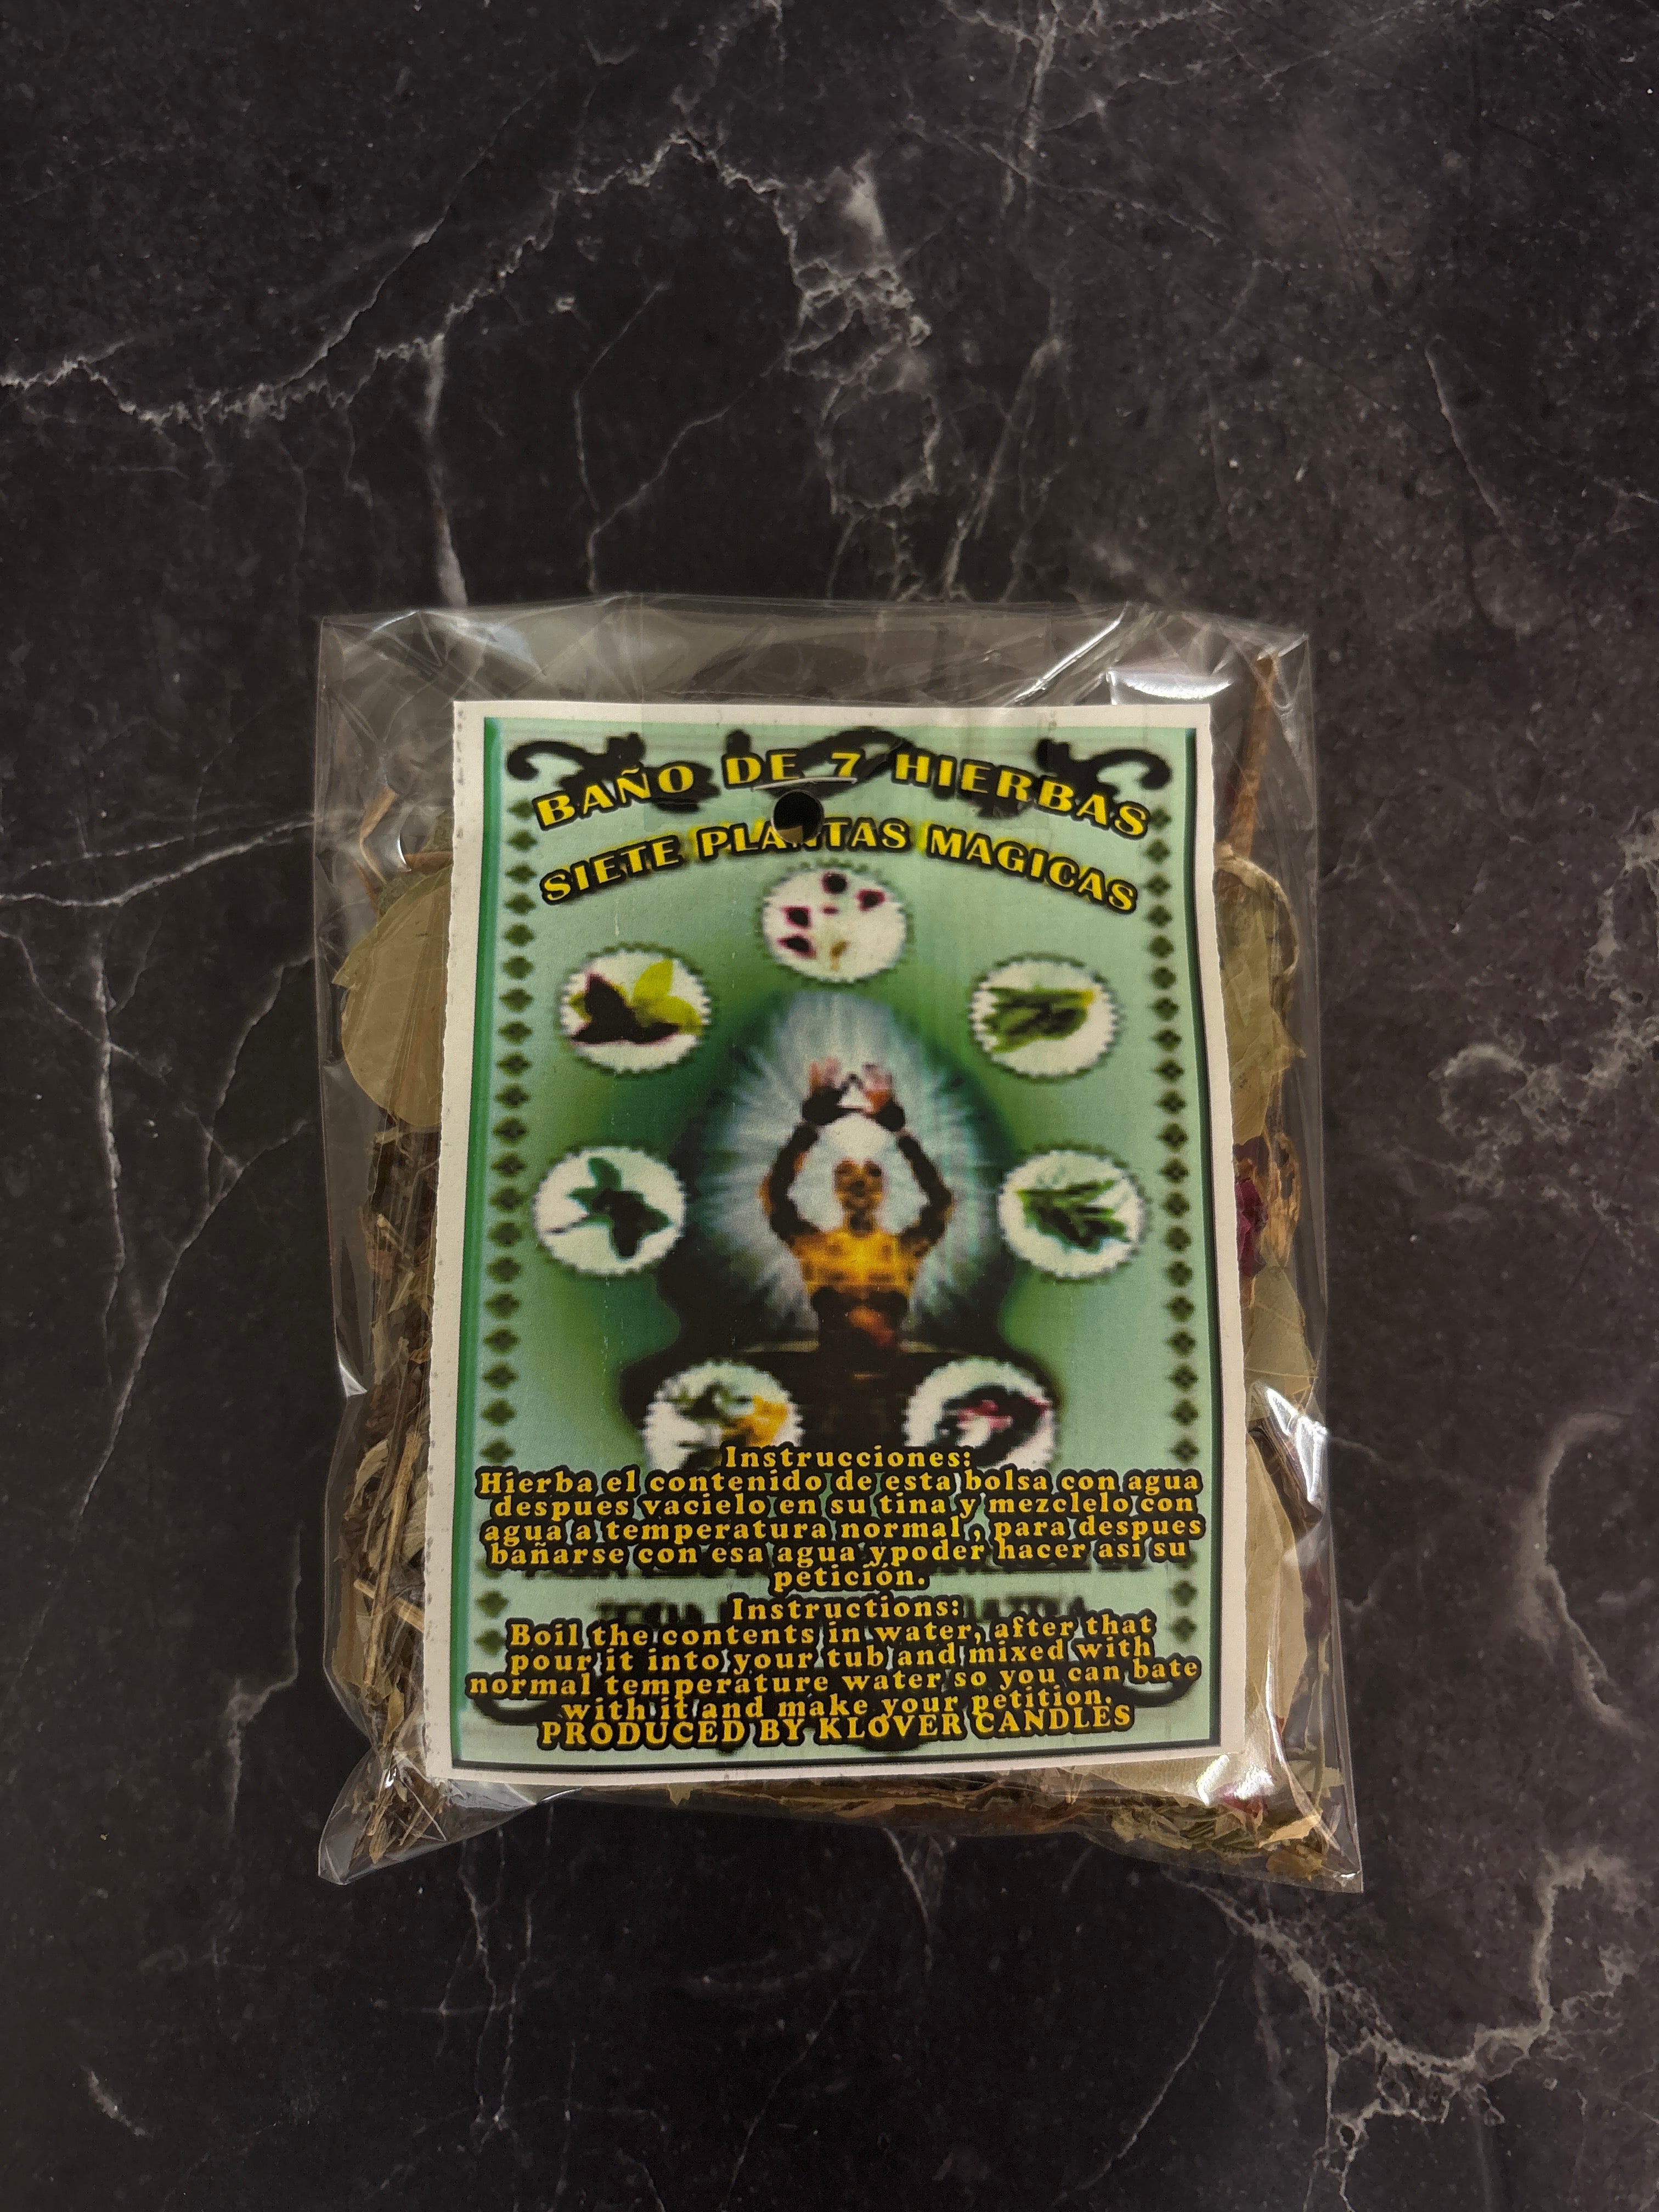 BAÑO DE 7 HIERBAS
SIETE PLANTAS MAGICAS
Instrucciones:
Hierba el contenido de esta bolsa con agua
despues vacielo en su tina y mezclelo con
agua a temperatura normal, para despues
bañarse con esa agua y poder hacer asi su
petición.
Instructions:
Boil the contents in water, after that
pour it into your tub and mixed with
normal temperature water so you can bate
with it and make your petition.
PRODUCED BY KLOVER CANDLES